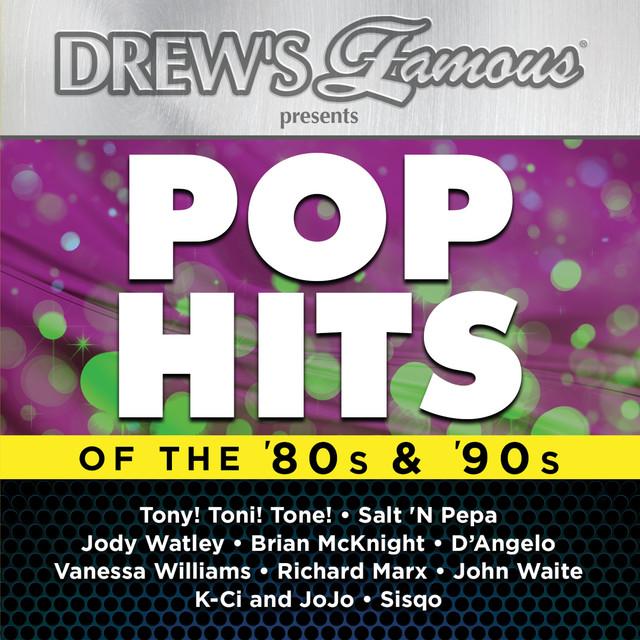 DREW'S Famous®
presents
POP
HITS
OF THE '80s & '90s
Tony! Toni! Tone! • Salt 'N Pepa
Jody Watley • Brian McKnight • D’Angelo
Vanessa Williams • Richard Marx • John Waite
K-Ci and JoJo • Sisqo